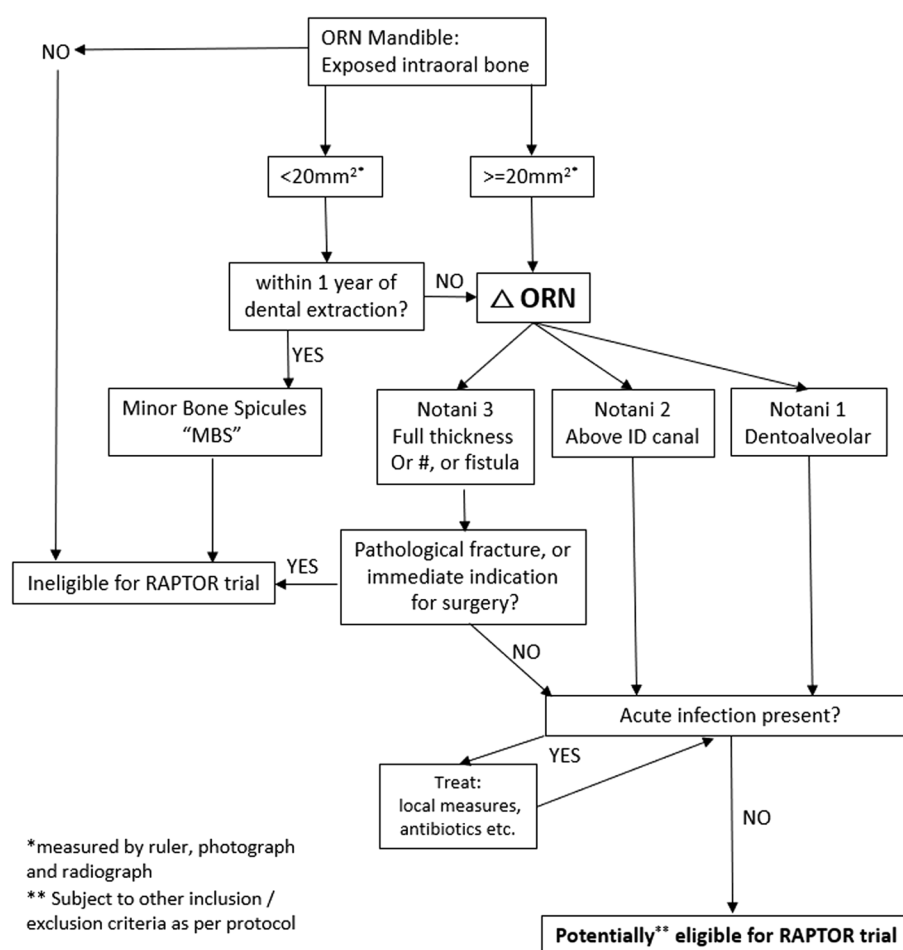 ORN Mandible:
Exposed intraoral bone
NO
<20mm²*
>=20mm²*
within 1 year of
dental extraction?
NO
△ ORN
YES
Minor Bone Spicules
“MBS”
Notani 3
Full thickness
Or #, or fistula
Notani 2
Above ID canal
Notani 1
Dentoalveolar
Pathological fracture, or
immediate indication
for surgery?
YES
Ineligible for RAPTOR trial
NO
Acute infection present?
YES
Treat:
local measures,
antibiotics etc.
NO
*measured by ruler, photograph
and radiograph
** Subject to other inclusion /
exclusion criteria as per protocol
Potentially** eligible for RAPTOR trial